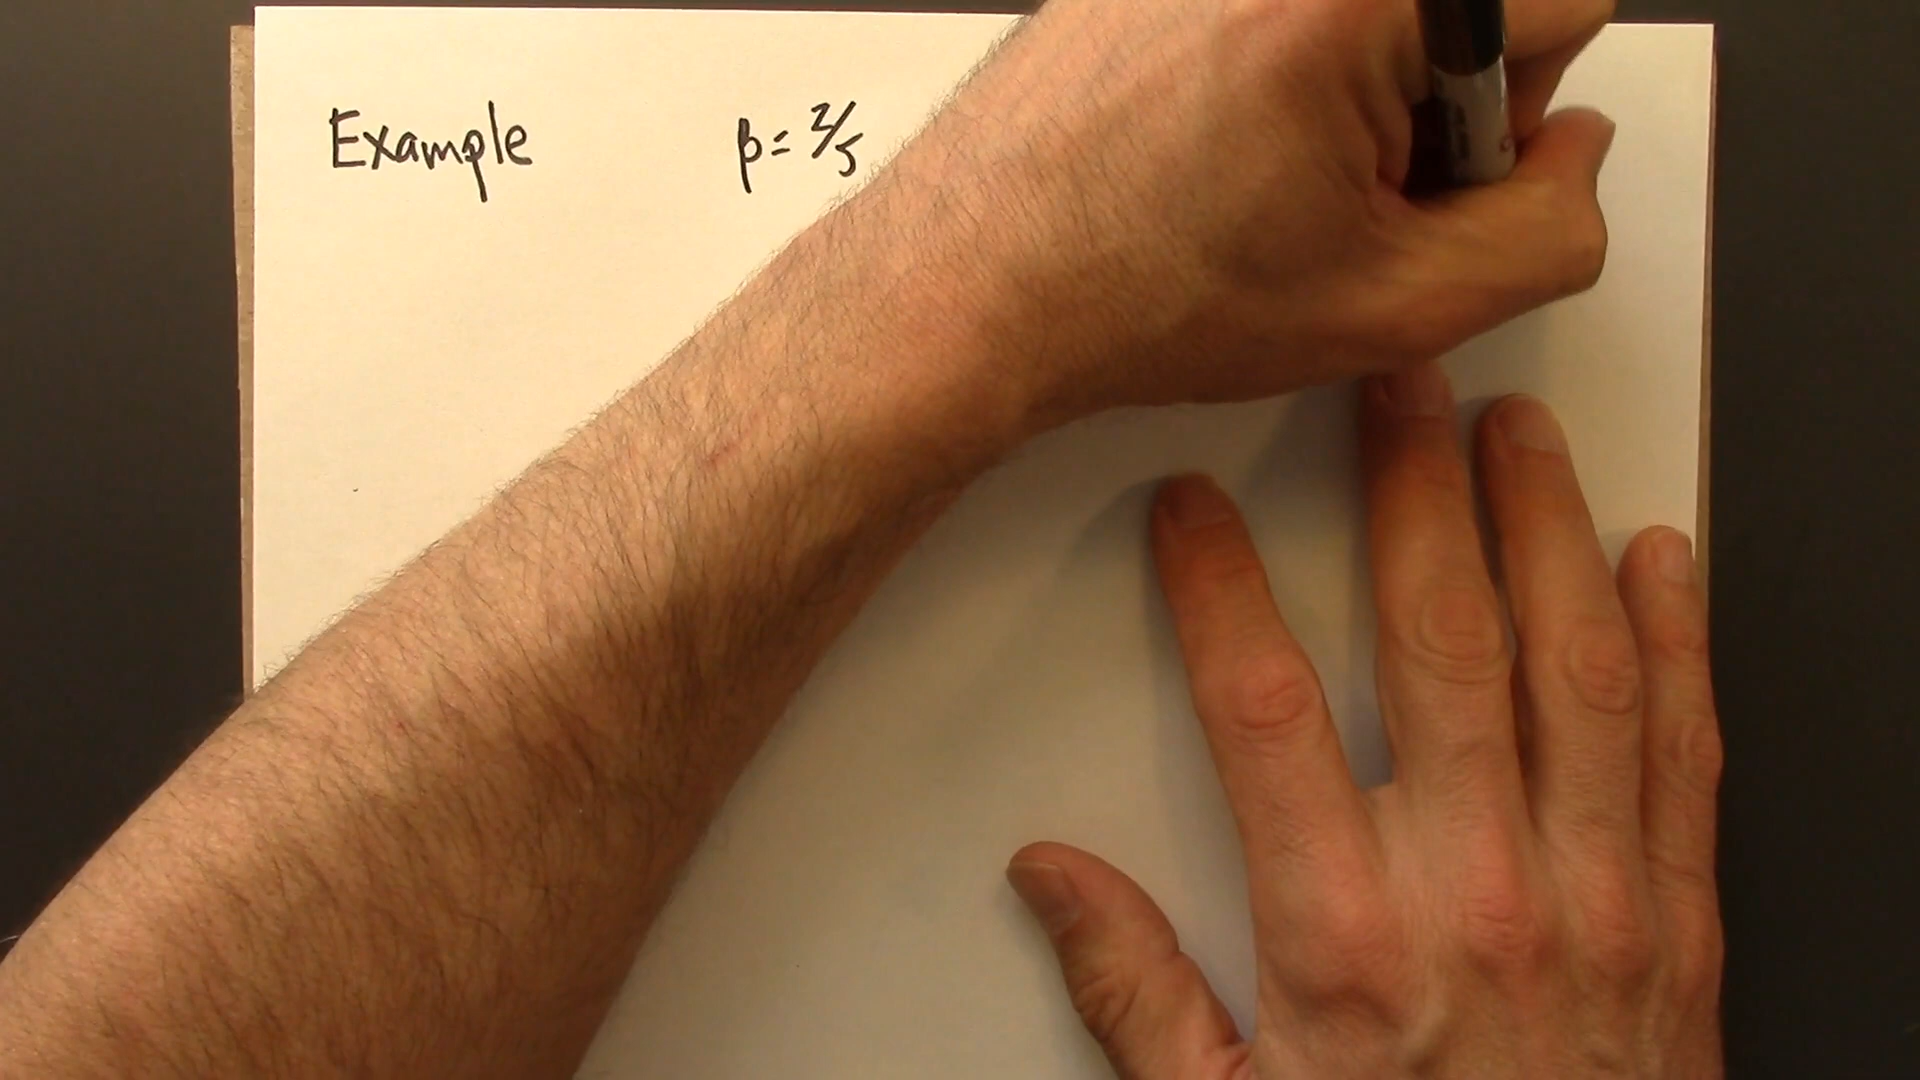 Example β = 2/5